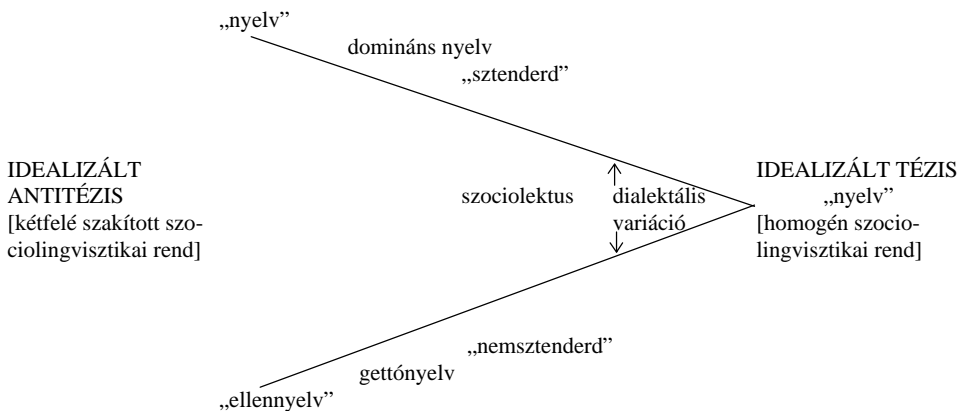 „nyelv”
domináns nyelv
„sztenderd”
IDEALIZÁLT
ANTITÉZIS
[kétfelé szakított szo-
ciolingvisztikai rend]
szociolektus
dialektális
variáció
IDEALIZÁLT TÉZIS
„nyelv”
[homogén szocio-
lingvisztikai rend]
„nemsztenderd”
gettónyelv
„ellennyelv”